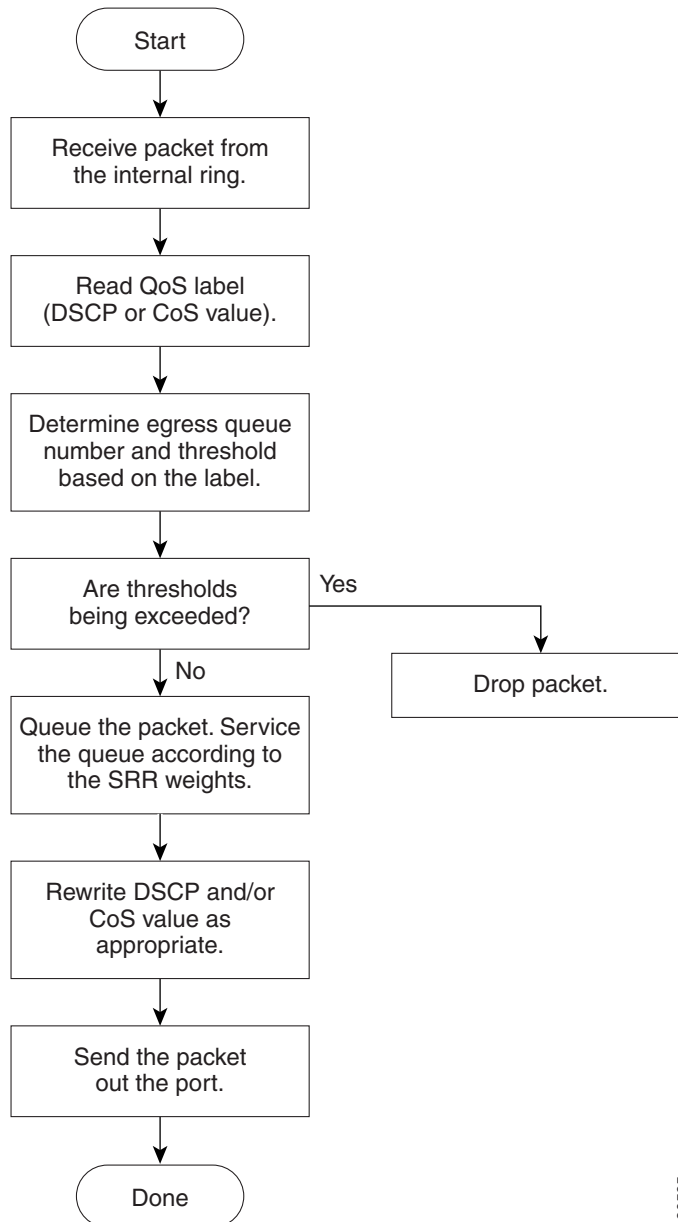 Start
Receive packet from
the internal ring.
Read QoS label
(DSCP or CoS value).
Determine egress queue
number and threshold
based on the label.
Are thresholds
being exceeded?
Yes
No
Drop packet.
Queue the packet. Service
the queue according to
the SRR weights.
Rewrite DSCP and/or
CoS value as
appropriate.
Send the packet
out the port.
Done